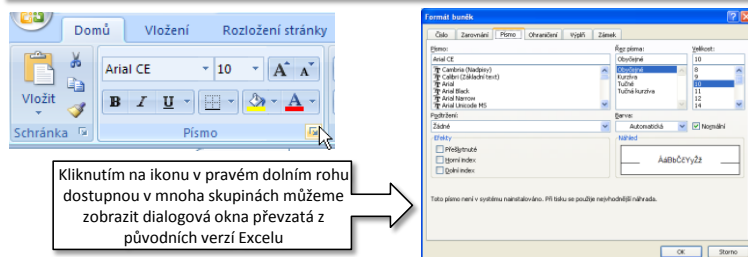 Domů Vložení Rozložení stránky
Arial CE 10 A A
Vložit B I U A
Schránka Písmo
Kliknutím na ikonu v pravém dolním rohu
dostupnou v mnoha skupinách můžeme
zobrazit dialogová okna převzatá z
původních verzí Excelu
Formát buněk
Číslo Zarovnání Písmo Ohraničení Výplň Zámek
Písmo: Řez písma: Velikost:
Arial CE Obyčejné 10
Cambria (Nadpisy) Obyčejné 8
Calibri (Základní text) Kurzíva 9
Arial Tučné 10
Arial Black Tučná kurzíva 11
Arial Narrow 12
Arial Unicode MS 14
Podtržení: Barva:
Žádné Automatická Normální
Efekty Náhled
Přeškrtnuté
Horní index AáBbČčYyŽž
Dolní index
Toto písmo není v systému nainstalováno. Při tisku se použije nejvhodnější náhrada.
OK Storno